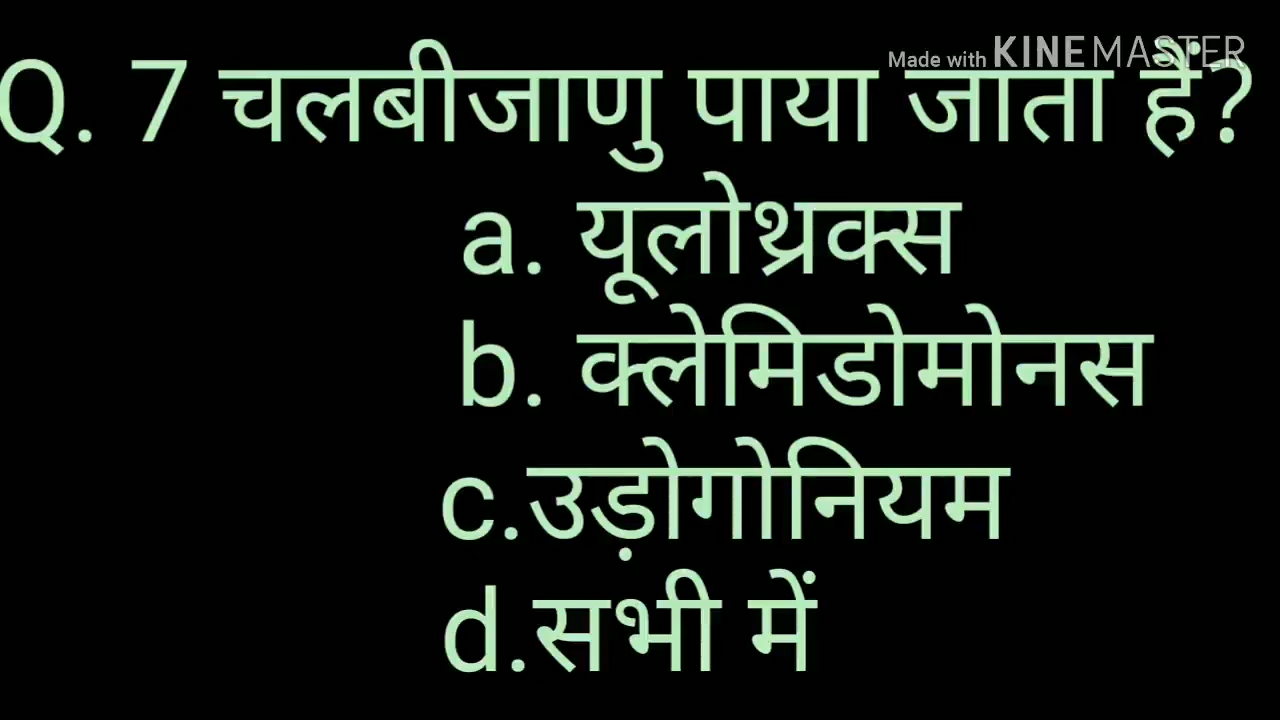 Made with KINEMASTER
Q. 7 चलबीजाणु पाया जाता हैं?
a. यूलोथ्रक्स
b. क्लेमिडोमोनस
c.उड़ोगोनियम
d.सभी में